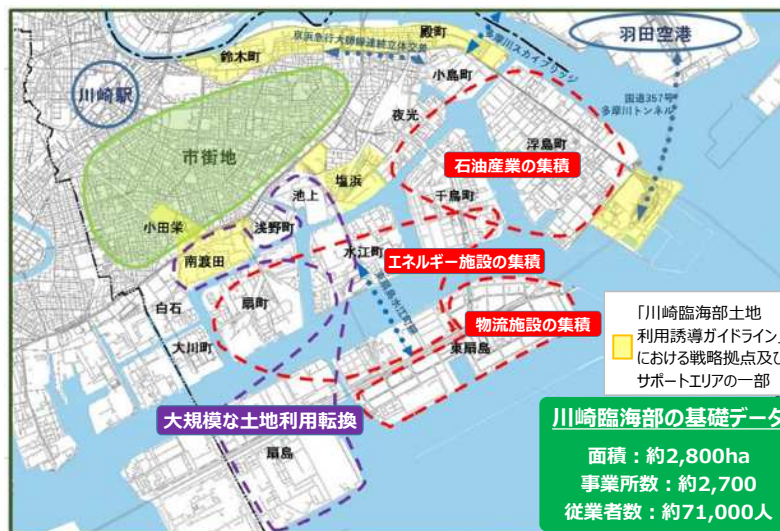 殿町
羽田空港
京浜急行大師線連続立体交差
鈴木町
多摩川スカイブリッジ
川崎駅
小島町
国道357号
多摩川トンネル
夜光
浮島町
市街地
石油産業の集積
塩浜
池上
千鳥町
小田栄
浅野町
水江町
南渡田
エネルギー施設の集積
白石
扇町
物流施設の集積
「川崎臨海部土地
利用誘導ガイドライン」
における戦略拠点及び
サポートエリアの一部
大川町
東扇島
大規模な土地利用転換
扇島
川崎臨海部の基礎データ
面積：約2,800ha
事業所数：約2,700
従業者数：約71,000人